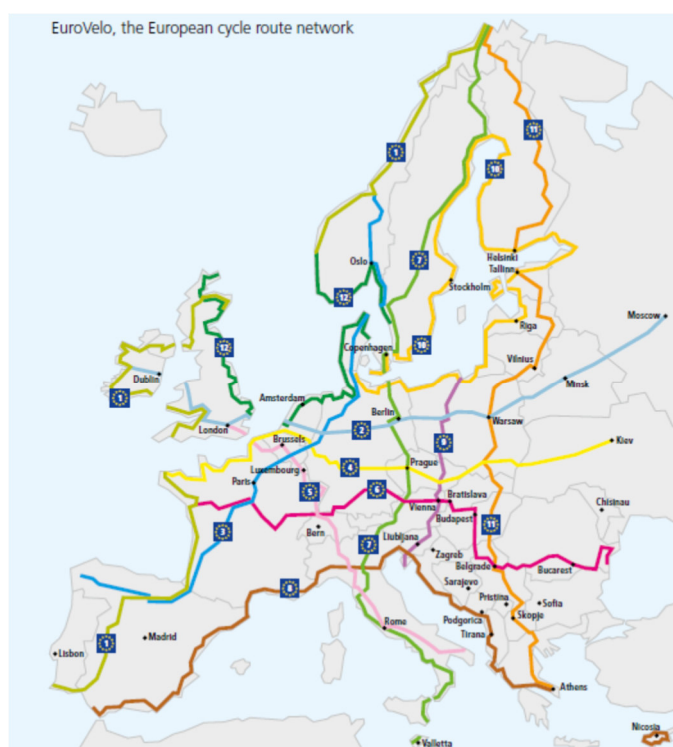 EuroVelo, the European cycle route network
11
1
10
Oslo
7
Helsinki
Tallinn
12
Stockholm
Moscow
Riga
Copenhagen
10
12
Vilnius
Dublin
Minsk
1
Amsterdam
Berlin
London
2
Warsaw
Brussels
9
Kiev
Luxembourg
4
Prague
Paris
5
6
Bratislava
Vienna
Chisinau
Budapest
11
3
Bern
7
Ljubljana
Zagreb
Belgrade
Bucarest
8
Sarajevo
Pristina
Sofia
Podgorica
Skopje
Rome
Tirana
1
Madrid
Lisbon
Athens
Nicosia
Valletta